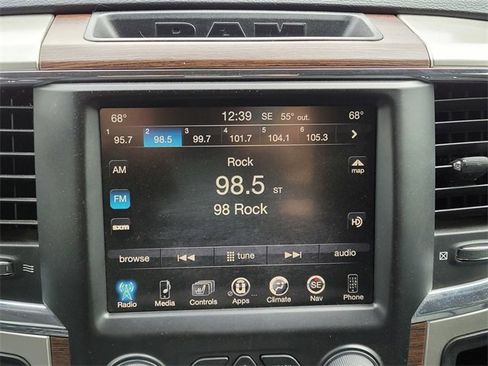 RAM
68° 12:39 SE 55° out. 68°
1 95.7 2 98.5 3 99.7 4 101.7 5 104.1 6 105.3
Rock
AM
map
98.5 ST
FM
98 Rock
sxm
HD
browse tune audio
Radio Media Controls Apps Climate SE Nav Phone